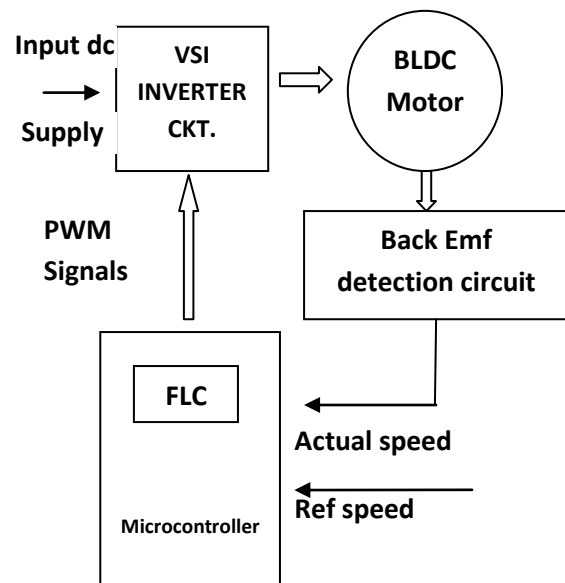 Input dc
Supply
VSI
INVERTER
CKT.
BLDC
Motor
PWM
Signals
Back Emf
detection circuit
FLC
Actual speed
Ref speed
Microcontroller